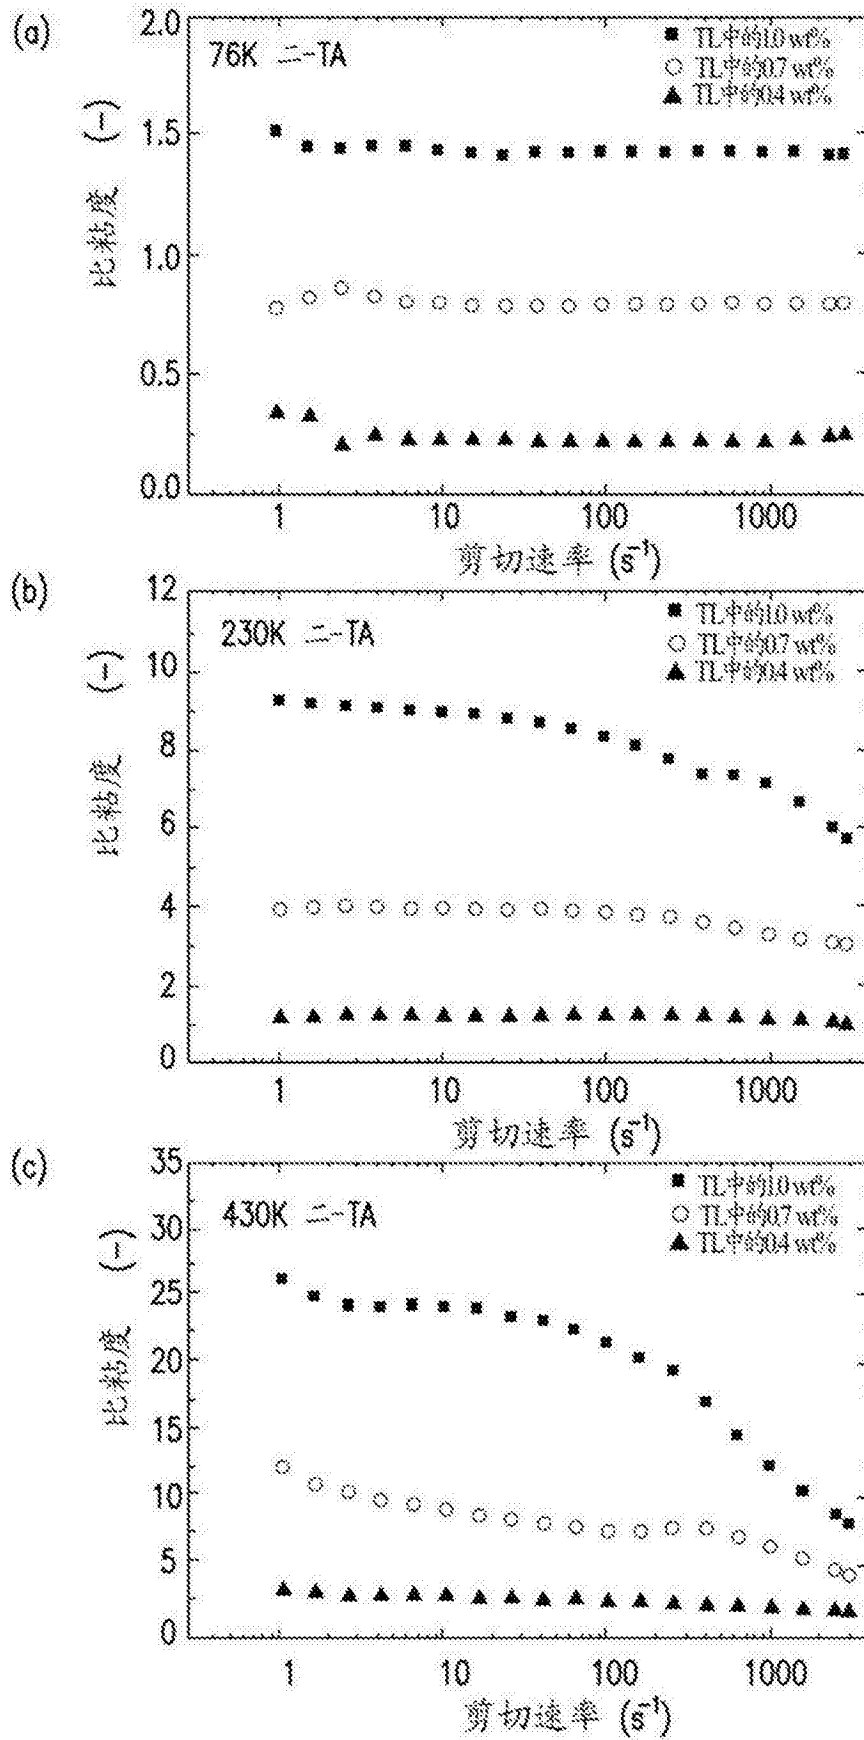 (a)
2.0
1.5
1.0
0.5
0.0
比粘度 (-)
76K 二-TA
TL中的1.0 wt%
TL中的0.7 wt%
TL中的0.4 wt%
1 10 100 1000
剪切速率 (s⁻¹)
(b)
12
10
8
6
4
2
0
比粘度 (-)
230K 二-TA
TL中的1.0 wt%
TL中的0.7 wt%
TL中的0.4 wt%
1 10 100 1000
剪切速率 (s⁻¹)
(c)
35
30
25
20
15
10
5
0
比粘度 (-)
430K 二-TA
TL中的1.0 wt%
TL中的0.7 wt%
TL中的0.4 wt%
1 10 100 1000
剪切速率 (s⁻¹)